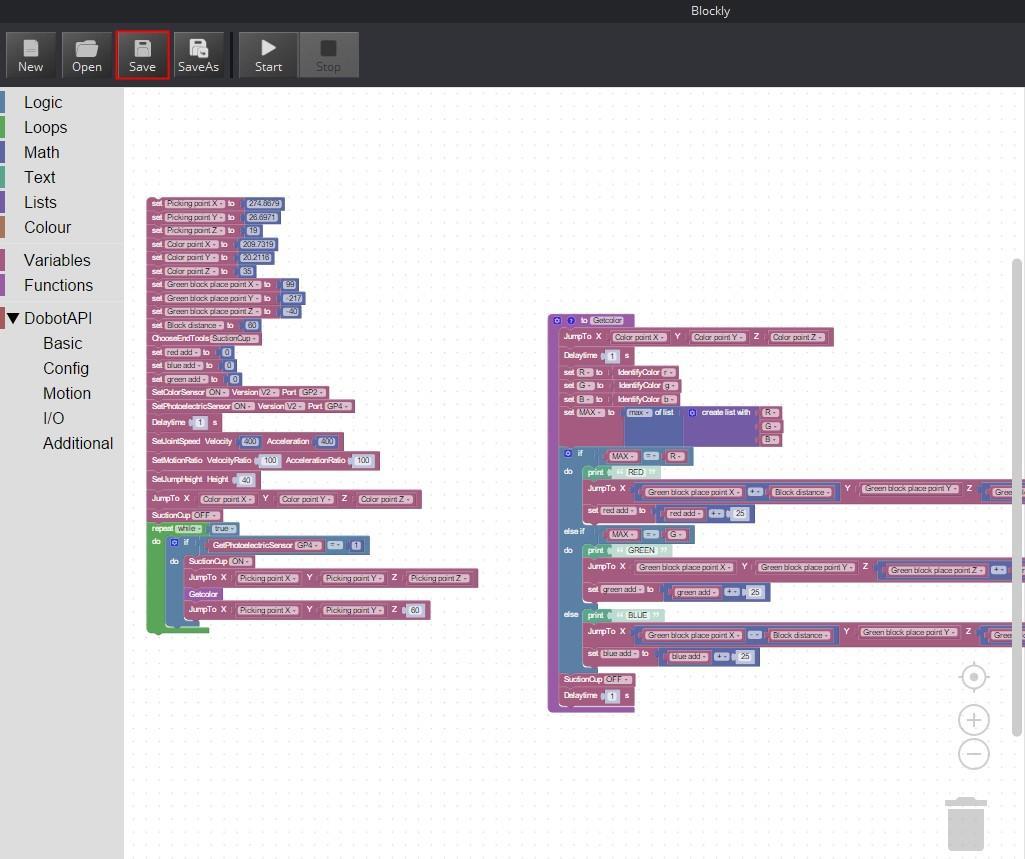 Blockly
New Open Save SaveAs Start Stop
Logic
Loops
Math
Text
Lists
Colour
Variables
Functions
DobotAPI
Basic
Config
Motion
I/O
Additional
set Picking point X to 274.8679
set Picking point Y to 26.6971
set Picking point Z to 19
set Color point X to 209.7319
set Color point Y to 20.2116
set Color point Z to 35
set Green block place point X to 99
set Green block place point Y to -217
set Green block place point Z to -40
set Block distance to 60
ChooseEndTools SuctionCup
set red add to 0
set blue add to 0
set green add to 0
SetColorSensor ON Version V2 Port GP2
SetPhotoelectricSensor ON Version V2 Port GP4
Delaytime 1 s
SetJointSpeed Velocity 400 Acceleration 400
SetMotionRatio VelocityRatio 100 AccelerationRatio 100
SetJumpHeight Height 40
JumpTo X Color point X Y Color point Y Z Color point Z
SuctionCup OFF
repeat while true
do if GetPhotoelectricSensor GP4 = 1
do SuctionCup ON
JumpTo X Picking point X Y Picking point Y Z Picking point Z
Getcolor
JumpTo X Picking point X Y Picking point Y Z 60
to Getcolor
JumpTo X Color point X Y Color point Y Z Color point Z
Delaytime 1 s
set R to IdentifyColor r
set G to IdentifyColor g
set B to IdentifyColor b
set MAX to max of list create list with R
G
B
if MAX = R
do print “ RED ”
JumpTo X Green block place point X + Block distance Y Green block place point Y Z Gree
set red add to red add + 25
else if MAX = G
do print “ GREEN ”
JumpTo X Green block place point X Y Green block place point Y Z Green block place point Z +
set green add to green add + 25
else print “ BLUE ”
JumpTo X Green block place point X - Block distance Y Green block place point Y Z Gree
set blue add to blue add + 25
SuctionCup OFF
Delaytime 1 s